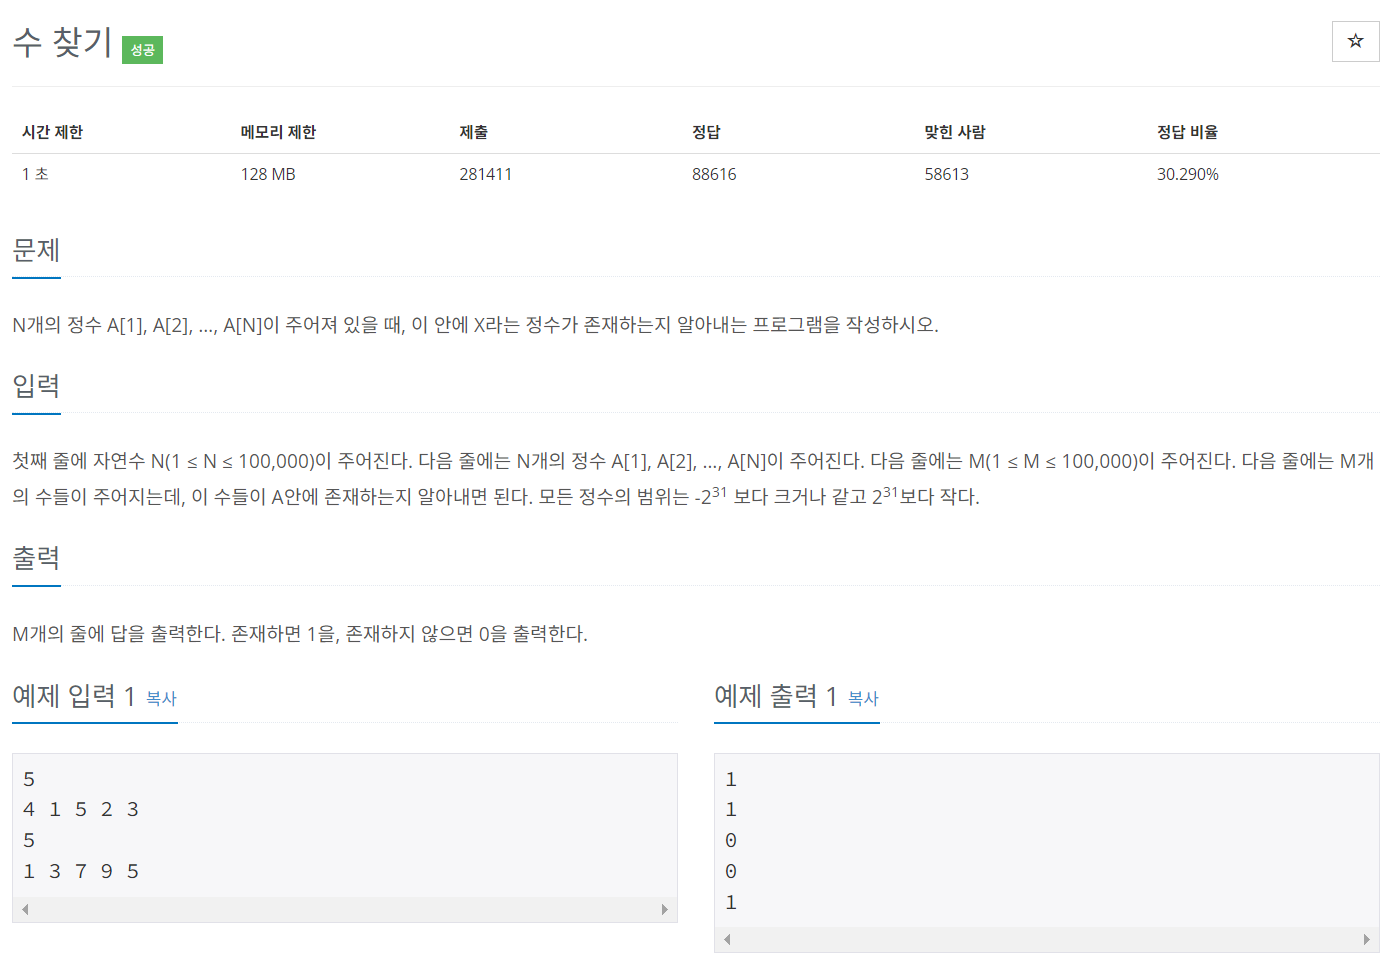 수 찾기 성공
☆
시간 제한 메모리 제한 제출 정답 맞힌 사람 정답 비율
1 초 128 MB 281411 88616 58613 30.290%
문제
N개의 정수 A[1], A[2], …, A[N]이 주어져 있을 때, 이 안에 X라는 정수가 존재하는지 알아내는 프로그램을 작성하시오.
입력
첫째 줄에 자연수 N(1 ≤ N ≤ 100,000)이 주어진다. 다음 줄에는 N개의 정수 A[1], A[2], …, A[N]이 주어진다. 다음 줄에는 M(1 ≤ M ≤ 100,000)이 주어진다. 다음 줄에는 M개
의 수들이 주어지는데, 이 수들이 A안에 존재하는지 알아내면 된다. 모든 정수의 범위는 -2³¹ 보다 크거나 같고 2³¹보다 작다.
출력
M개의 줄에 답을 출력한다. 존재하면 1을, 존재하지 않으면 0을 출력한다.
예제 입력 1 복사
5
4 1 5 2 3
5
1 3 7 9 5
예제 출력 1 복사
1
1
0
0
1